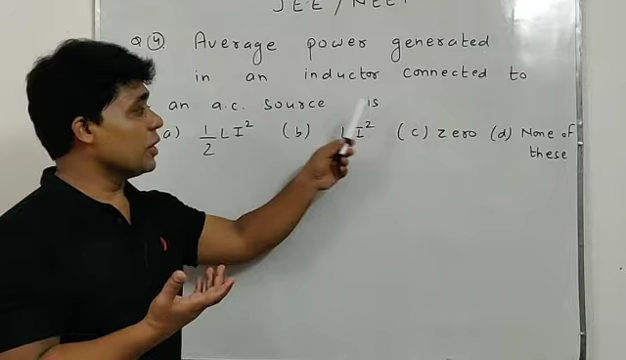 JEE / NEET
Q (4) Average power generated
in an inductor connected to
an a.c. source is
a) 1/2 LI² (b) LI² (c) zero (d) None of
these